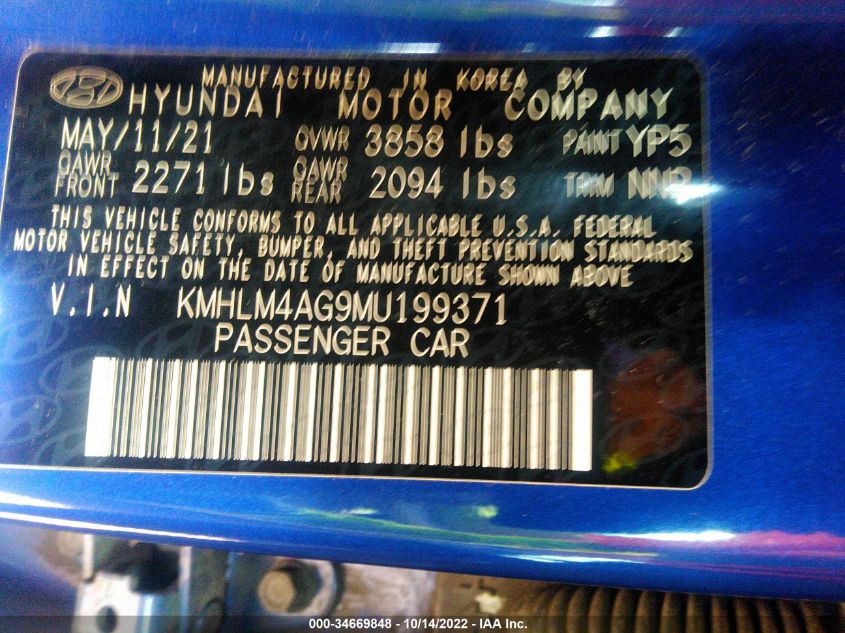 MANUFACTURED IN KOREA BY
HYUNDAI MOTOR COMPANY
MAY/11/21 GVWR 3858 lbs PAINT YP5
GAWR FRONT 2271 lbs GAWR REAR 2094 lbs TRIM NNB
THIS VEHICLE CONFORMS TO ALL APPLICABLE U.S.A. FEDERAL
MOTOR VEHICLE SAFETY, BUMPER, AND THEFT PREVENTION STANDARDS
IN EFFECT ON THE DATE OF MANUFACTURE SHOWN ABOVE
V.I.N KMHLM4AG9MU199371
PASSENGER CAR
000-34669848 - 10/14/2022 - IAA Inc.